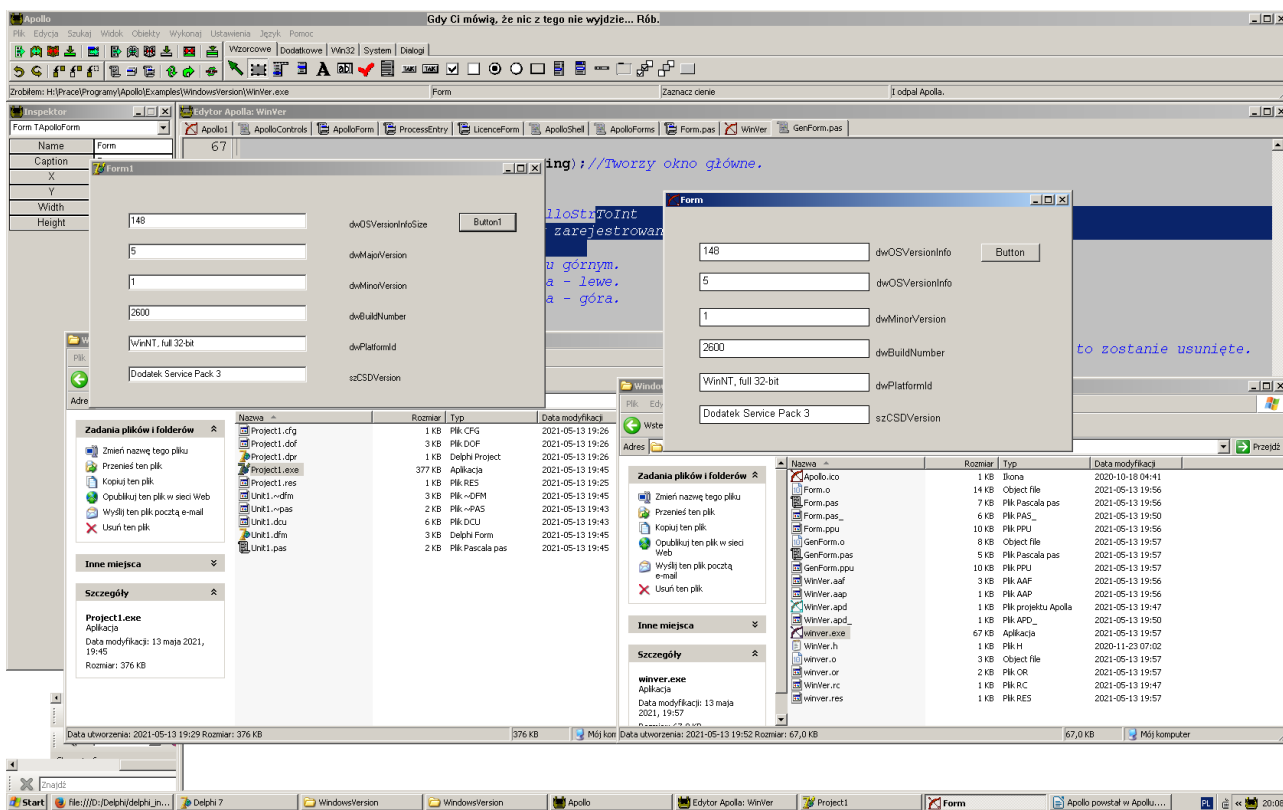 Apollo
Gdy Ci mówią, że nic z tego nie wyjdzie... Rób.
Plik Edycja Szukaj Widok Obiekty Wykonaj Ustawienia Język Pomoc
Wzorcowe Dodatkowe Win32 System Dialogi
Zrobiłem: H:\Prace\Programy\Apollo\Examples\WindowsVersion\WinVer.exe
Form
Zaznacz cienie
I odpal Apolla.
Inspektor
Form TApolloForm
Name Form
Caption
X
Y
Width
Height
Edytor Apolla: WinVer
Apollo1 ApolloControls ApolloForm ProcessEntry LicenceForm ApolloShell ApolloForms Form.pas WinVer GenForm.pas
67
ing);//Tworzy okno główne.
lloStrToInt
zarejestrowan
u górnym.
a - lewe.
a - góra.
to zostanie usunięte.
Form1
148 dwOSVersionInfoSize Button1
5 dwMajorVersion
1 dwMinorVersion
2600 dwBuildNumber
WinNT, full 32-bit dwPlatformId
Dodatek Service Pack 3 szCSDVersion
Form
148 dwOSVersionInfo Button
5 dwOSVersionInfo
1 dwMinorVersion
2600 dwBuildNumber
WinNT, full 32-bit dwPlatformId
Dodatek Service Pack 3 szCSDVersion
Plik
Adre
Zadania plików i folderów
Zmień nazwę tego pliku
Przenieś ten plik
Kopiuj ten plik
Opublikuj ten plik w sieci Web
Wyślij ten plik pocztą e-mail
Usuń ten plik
Inne miejsca
Szczegóły
Project1.exe
Aplikacja
Data modyfikacji: 13 maja 2021, 19:45
Rozmiar: 376 KB
Nazwa Rozmiar Typ Data modyfikacji
Project1.cfg 1 KB Plik CFG 2021-05-13 19:26
Project1.dof 3 KB Plik DOF 2021-05-13 19:26
Project1.dpr 1 KB Delphi Project 2021-05-13 19:26
Project1.exe 377 KB Aplikacja 2021-05-13 19:45
Project1.res 1 KB Plik RES 2021-05-13 19:25
Unit1.~dfm 3 KB Plik ~DFM 2021-05-13 19:45
Unit1.~pas 2 KB Plik ~PAS 2021-05-13 19:43
Unit1.dcu 6 KB Plik DCU 2021-05-13 19:43
Unit1.dfm 3 KB Delphi Form 2021-05-13 19:45
Unit1.pas 2 KB Plik Pascala pas 2021-05-13 19:45
Data utworzenia: 2021-05-13 19:29 Rozmiar: 376 KB
376 KB
Mój kom
Window
Plik Edy
Wste
Adres
Przejdź
Zadania plików i folderów
Zmień nazwę tego pliku
Przenieś ten plik
Kopiuj ten plik
Opublikuj ten plik w sieci
Web
Wyślij ten plik pocztą
e-mail
Usuń ten plik
Inne miejsca
Szczegóły
winver.exe
Aplikacja
Data modyfikacji: 13 maja
2021, 19:57
Nazwa Rozmiar Typ Data modyfikacji
Apollo.ico 1 KB Ikona 2020-10-18 04:41
Form.o 14 KB Object file 2021-05-13 19:56
Form.pas 7 KB Plik Pascala pas 2021-05-13 19:56
Form.pas_ 6 KB Plik PAS_ 2021-05-13 19:50
Form.ppu 10 KB Plik PPU 2021-05-13 19:56
GenForm.o 8 KB Object file 2021-05-13 19:57
GenForm.pas 5 KB Plik Pascala pas 2021-05-13 19:57
GenForm.ppu 10 KB Plik PPU 2021-05-13 19:57
WinVer.aaf 3 KB Plik AAF 2021-05-13 19:56
WinVer.aap 1 KB Plik AAP 2021-05-13 19:56
WinVer.apd 1 KB Plik projektu Apolla 2021-05-13 19:47
WinVer.apd_ 1 KB Plik APD_ 2021-05-13 19:50
winver.exe 67 KB Aplikacja 2021-05-13 19:57
WinVer.h 1 KB Plik H 2020-11-23 07:02
winver.o 3 KB Object file 2021-05-13 19:57
winver.or 2 KB Plik OR 2021-05-13 19:57
WinVer.rc 1 KB Plik RC 2021-05-13 19:47
winver.res 1 KB Plik RES 2021-05-13 19:57
Data utworzenia: 2021-05-13 19:52 Rozmiar: 67,0 KB
67,0 KB
Mój komputer
Znajdź
Start
file:///D:/Delphi/delphi_in...
Delphi 7
WindowsVersion
WindowsVersion
Apollo
Edytor Apolla: WinVer
Project1
Form
Apollo powstał w Apollu....
PL
20:08